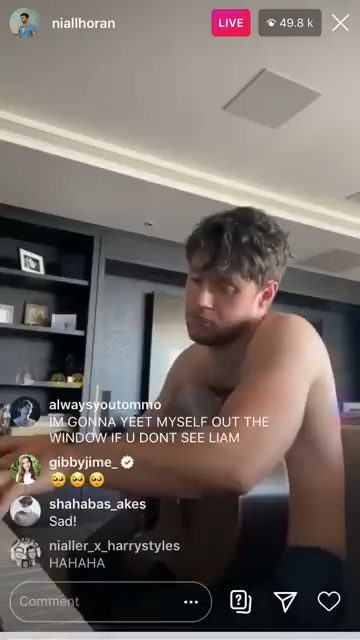 niallhoran
LIVE
49.8 k
alwaysyoutommo
IM GONNA YEET MYSELF OUT THE
WINDOW IF U DONT SEE LIAM
gibbyjime_
🥺🥺🥺
shahabas_akes
Sad!
nialler_x_harrystyles
HAHAHA
Comment